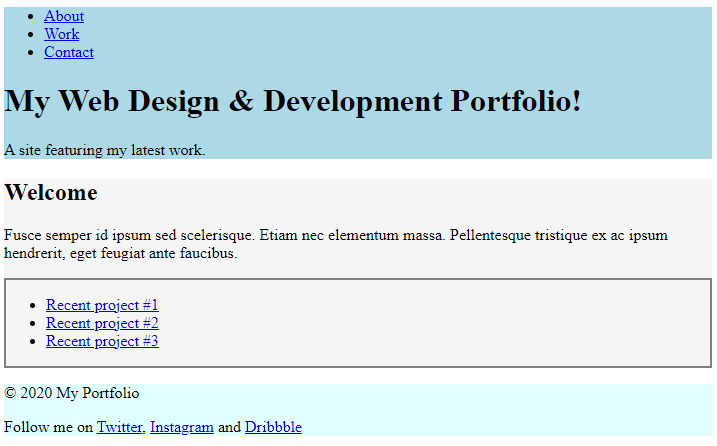 About
Work
Contact
My Web Design & Development Portfolio!
A site featuring my latest work.
Welcome
Fusce semper id ipsum sed scelerisque. Etiam nec elementum massa. Pellentesque tristique ex ac ipsum
hendrerit, eget feugiat ante faucibus.
Recent project #1
Recent project #2
Recent project #3
© 2020 My Portfolio
Follow me on Twitter, Instagram and Dribbble